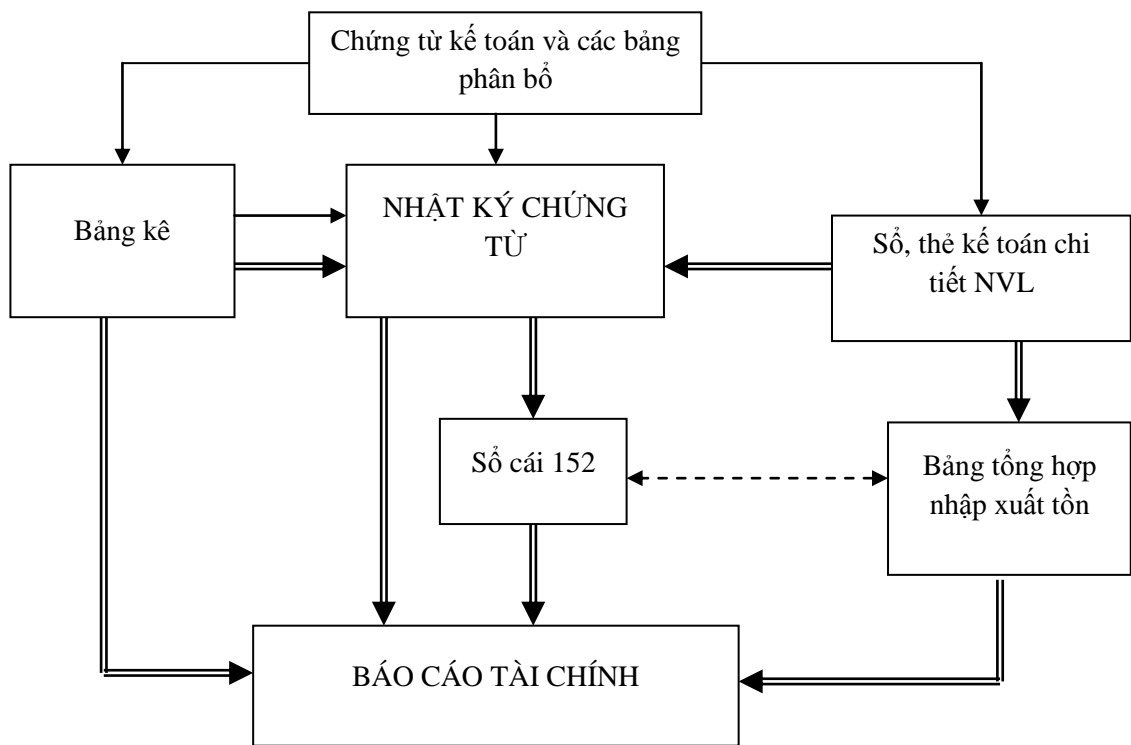 Chứng từ kế toán và các bảng
phân bổ
Bảng kê
NHẬT KÝ CHỨNG
TỪ
Sổ, thẻ kế toán chi
tiết NVL
Sổ cái 152
Bảng tổng hợp
nhập xuất tồn
BÁO CÁO TÀI CHÍNH